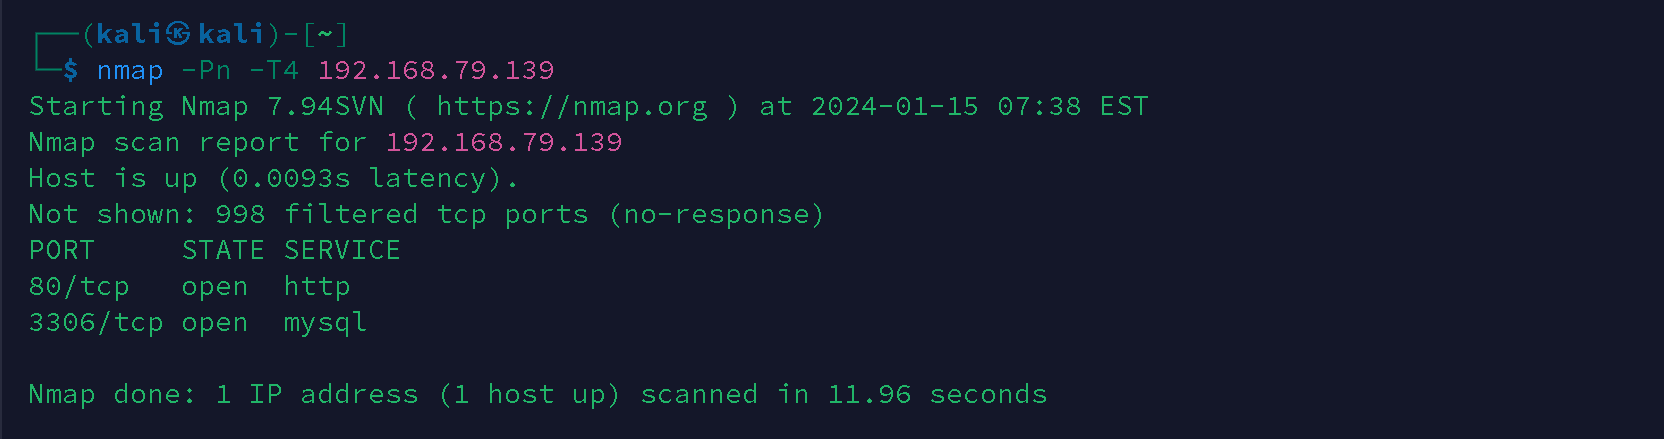 ┌──(kali㉿kali)-[~]
└─$ nmap -Pn -T4 192.168.79.139
Starting Nmap 7.94SVN ( https://nmap.org ) at 2024-01-15 07:38 EST
Nmap scan report for 192.168.79.139
Host is up (0.0093s latency).
Not shown: 998 filtered tcp ports (no-response)
PORT     STATE SERVICE
80/tcp   open  http
3306/tcp open  mysql
Nmap done: 1 IP address (1 host up) scanned in 11.96 seconds